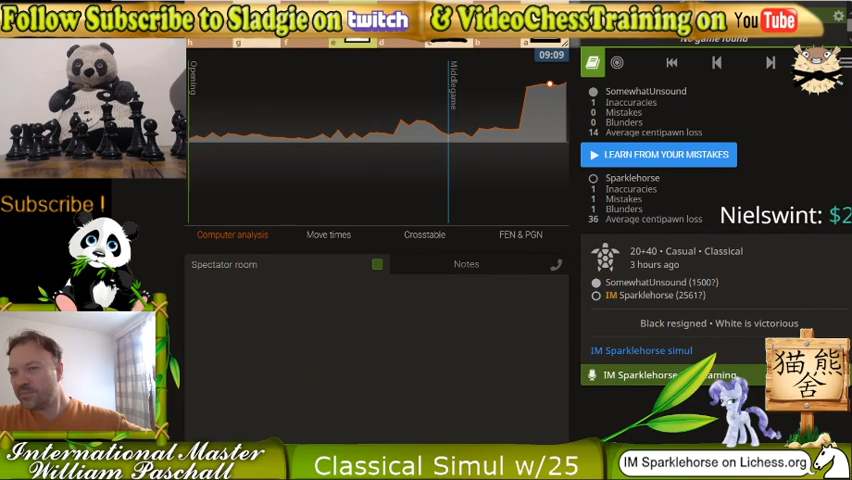 Follow Subscribe to Sladgie on twitch & VideoChessTraining on YouTube
h
g
f
e
c
b
a
09:09
Opening
Middlegame
Computer analysis
Move times
Crosstable
FEN & PGN
Spectator room
Notes
SomewhatUnsound
1 Inaccuracies
0 Mistakes
0 Blunders
14 Average centipawn loss
LEARN FROM YOUR MISTAKES
Sparklehorse
1 Inaccuracies
1 Mistakes
1 Blunders
36 Average centipawn loss
Nielswint: $2
20+40 • Casual • Classical
3 hours ago
SomewhatUnsound (1500?)
IM Sparklehorse (2561?)
Black resigned • White is victorious
IM Sparklehorse simul
IM Sparklehorse
Subscribe !
猫熊
舍
International Master
William Paschall
Classical Simul w/25
IM Sparklehorse on Lichess.org